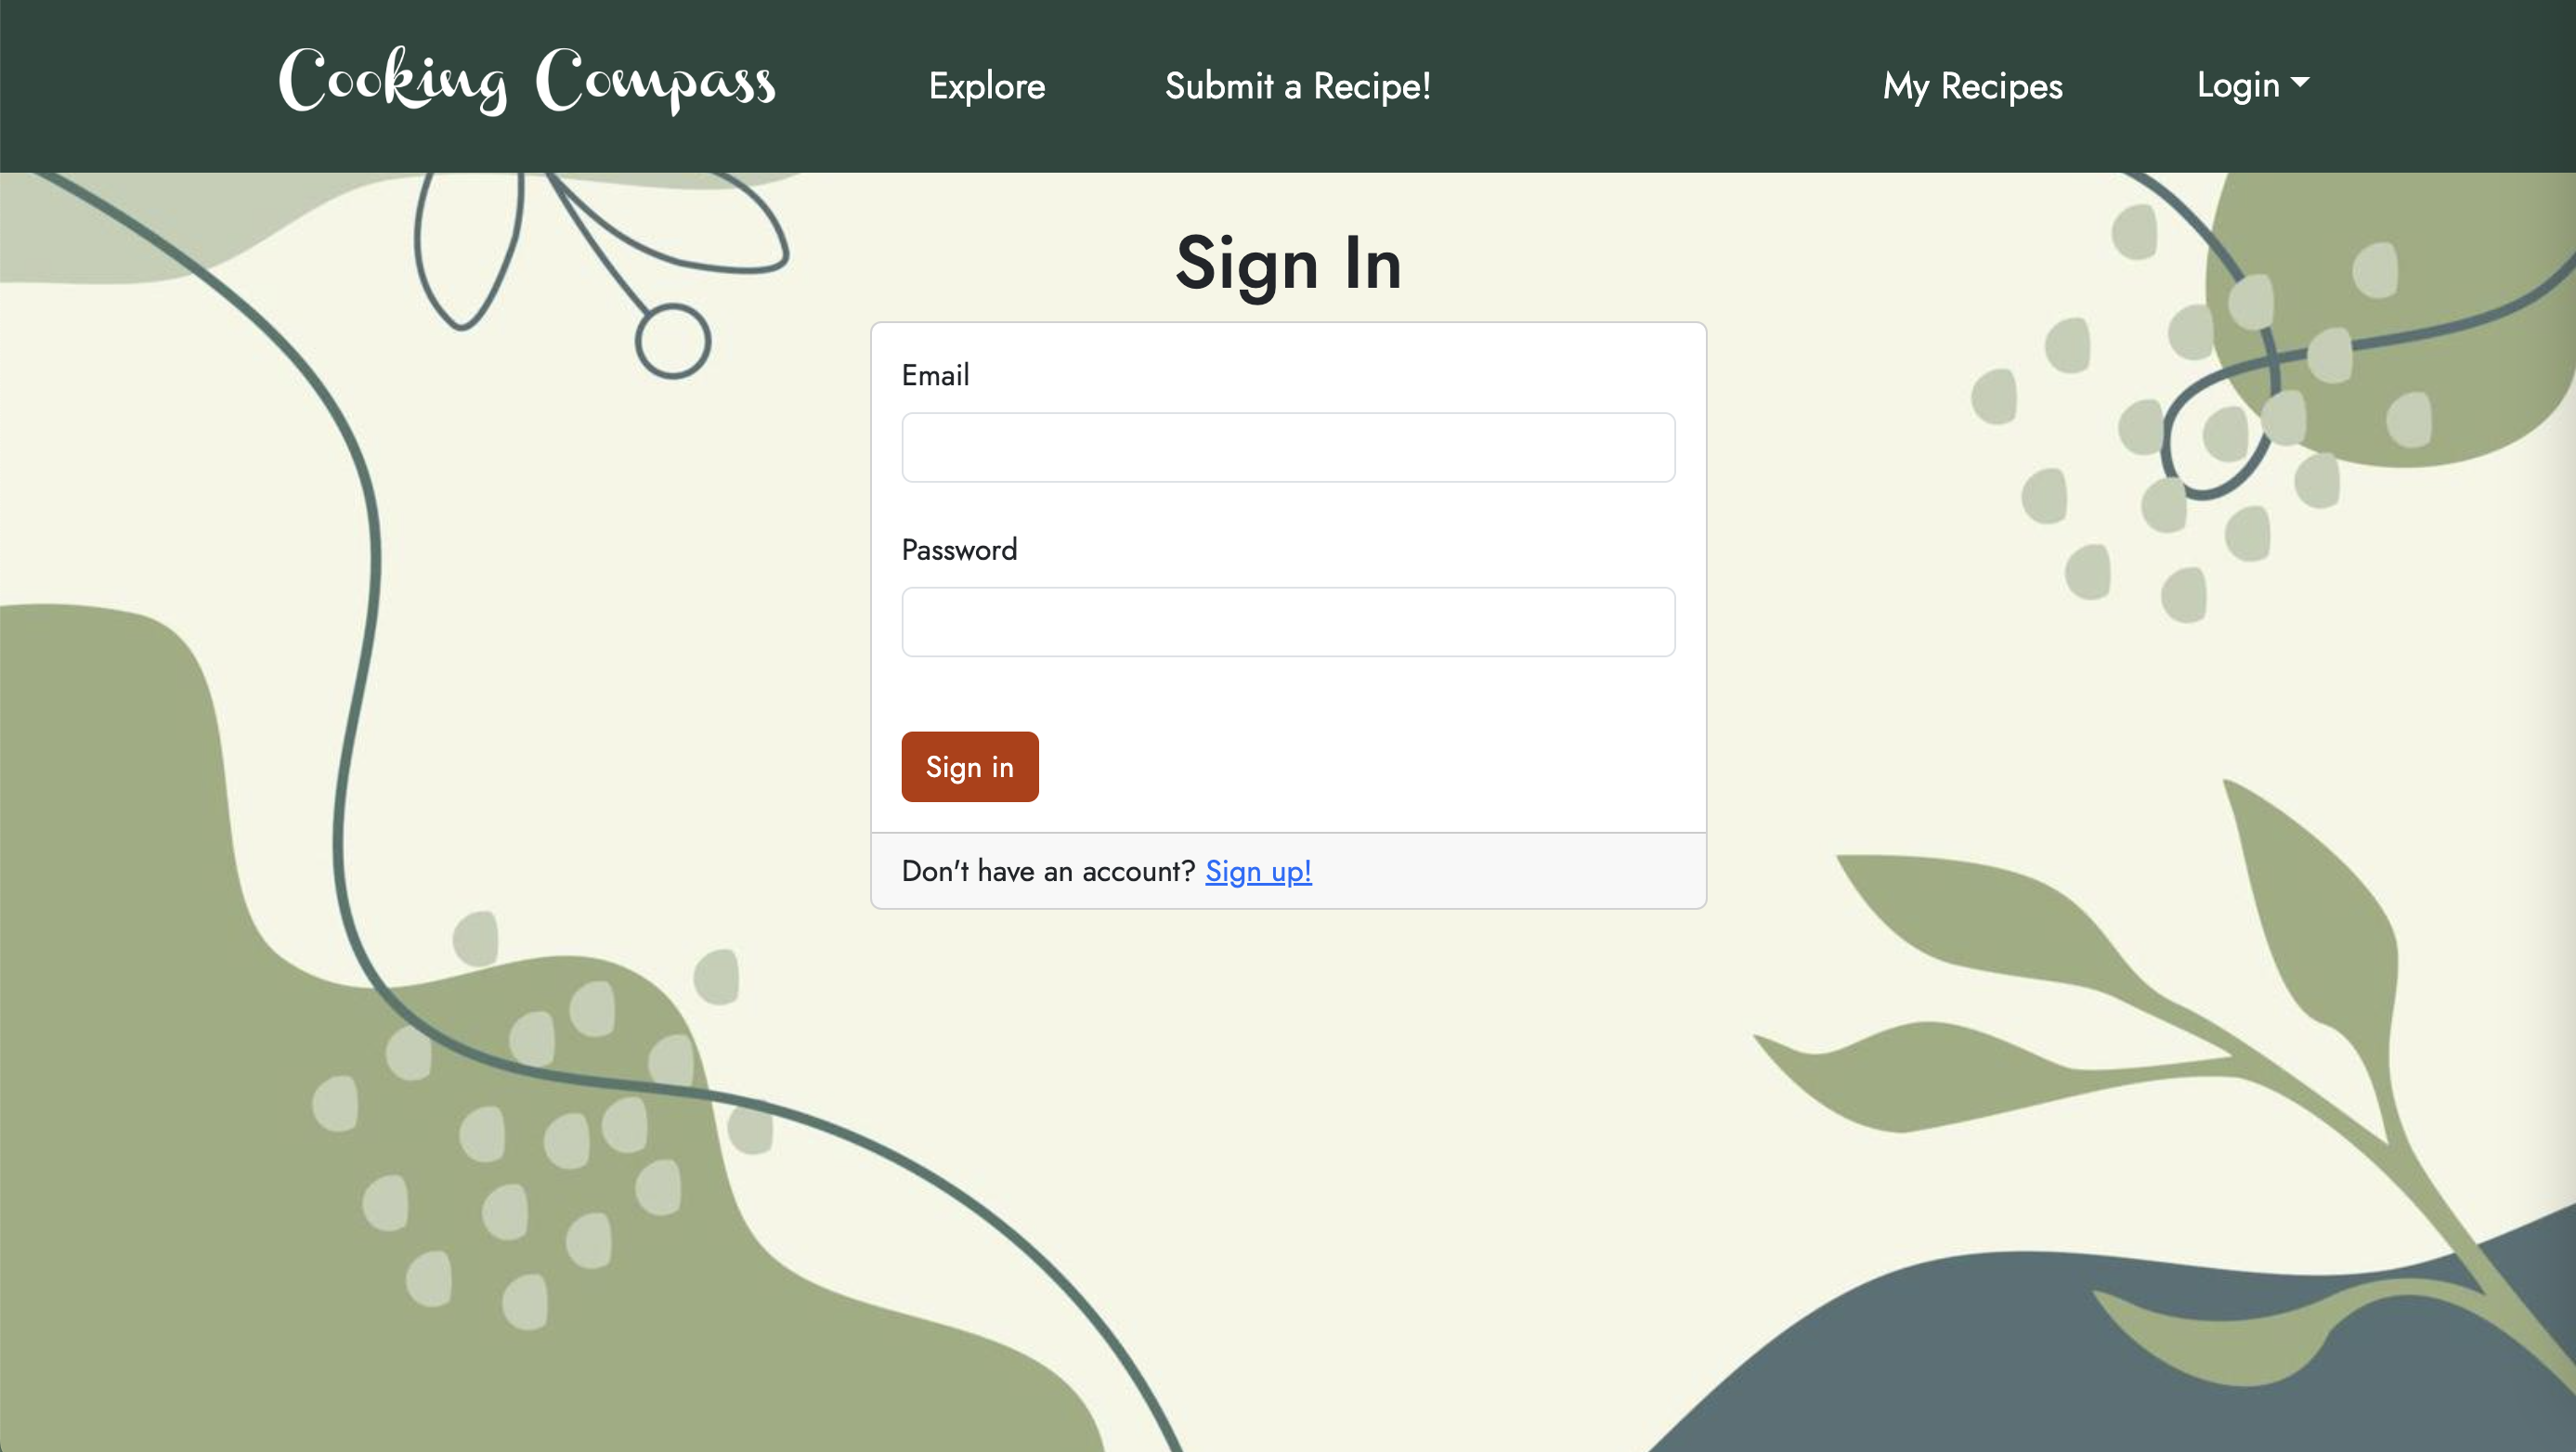 Cooking Compass Explore Submit a Recipe! My Recipes Login
Sign In
Email
Password
Sign in
Don't have an account? Sign up!